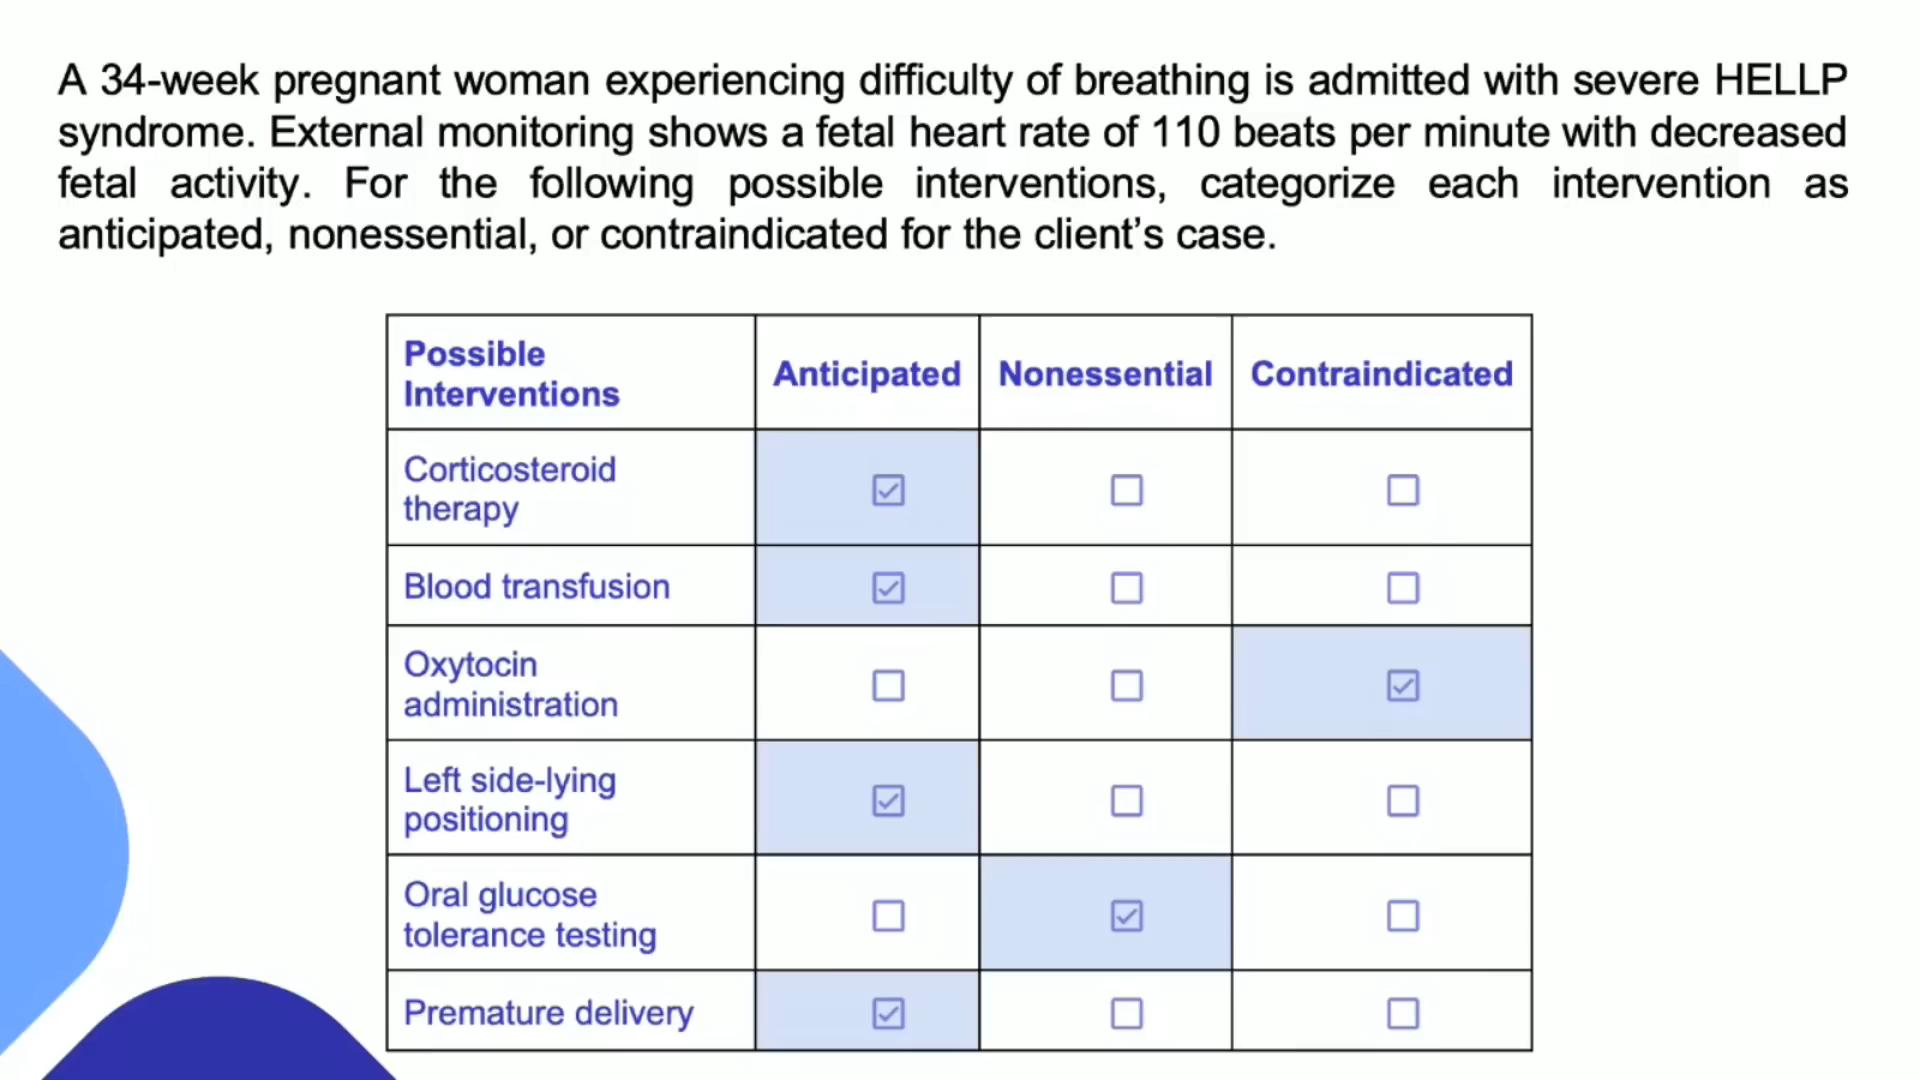 A 34-week pregnant woman experiencing difficulty of breathing is admitted with severe HELLP
syndrome. External monitoring shows a fetal heart rate of 110 beats per minute with decreased
fetal activity. For the following possible interventions, categorize each intervention as
anticipated, nonessential, or contraindicated for the client’s case.
Possible
Interventions
Anticipated
Nonessential
Contraindicated
Corticosteroid
therapy
Blood transfusion
Oxytocin
administration
Left side-lying
positioning
Oral glucose
tolerance testing
Premature delivery